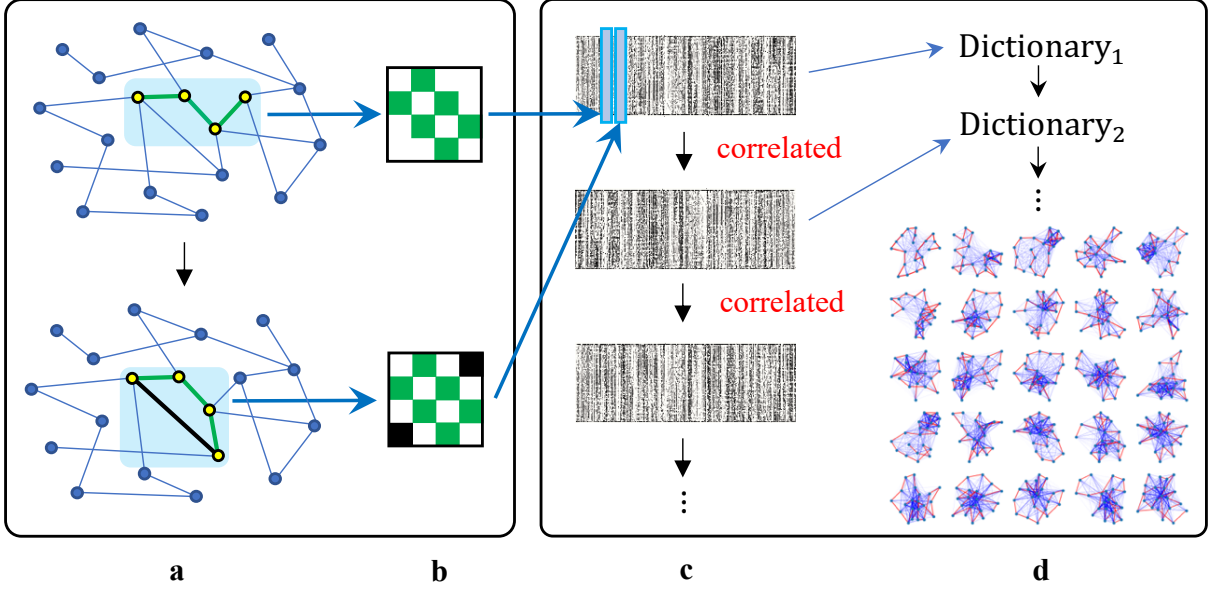 Dictionary₁
Dictionary₂
⋮
correlated
correlated
⋮
a b c d